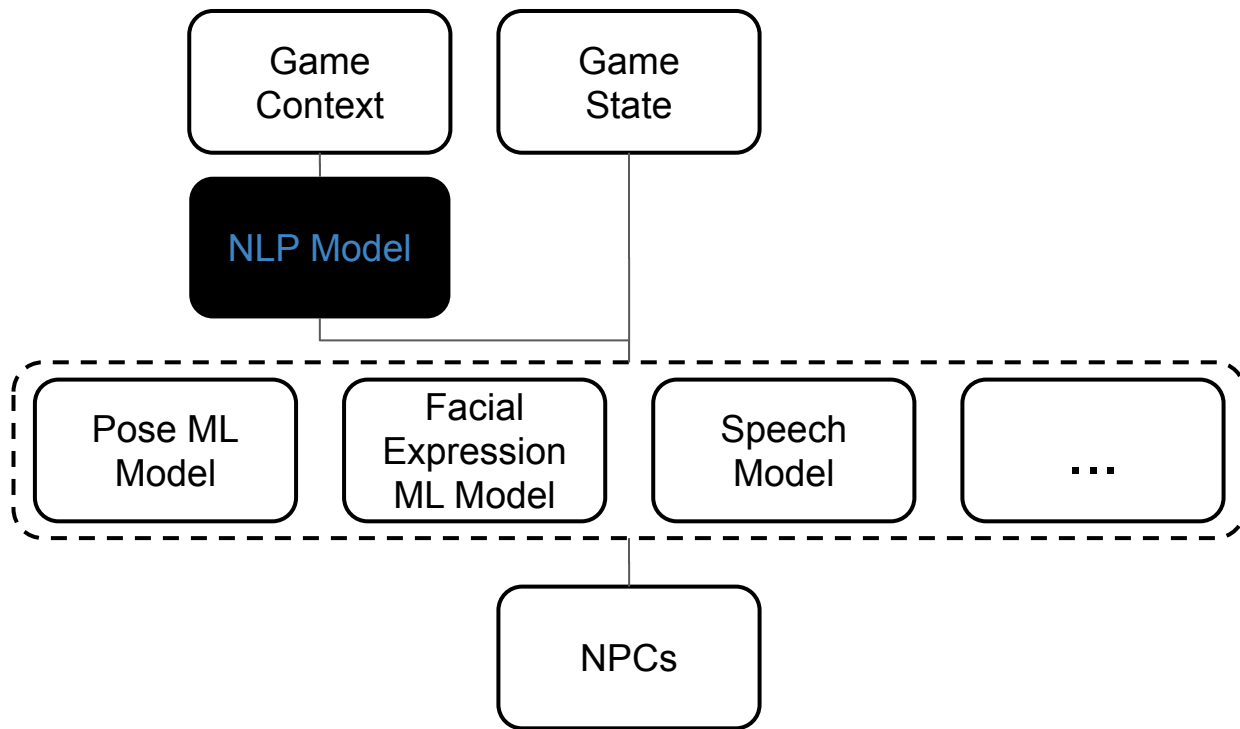 Game
Context
Game
State
NLP Model
Pose ML
Model
Facial
Expression
ML Model
Speech
Model
...
NPCs